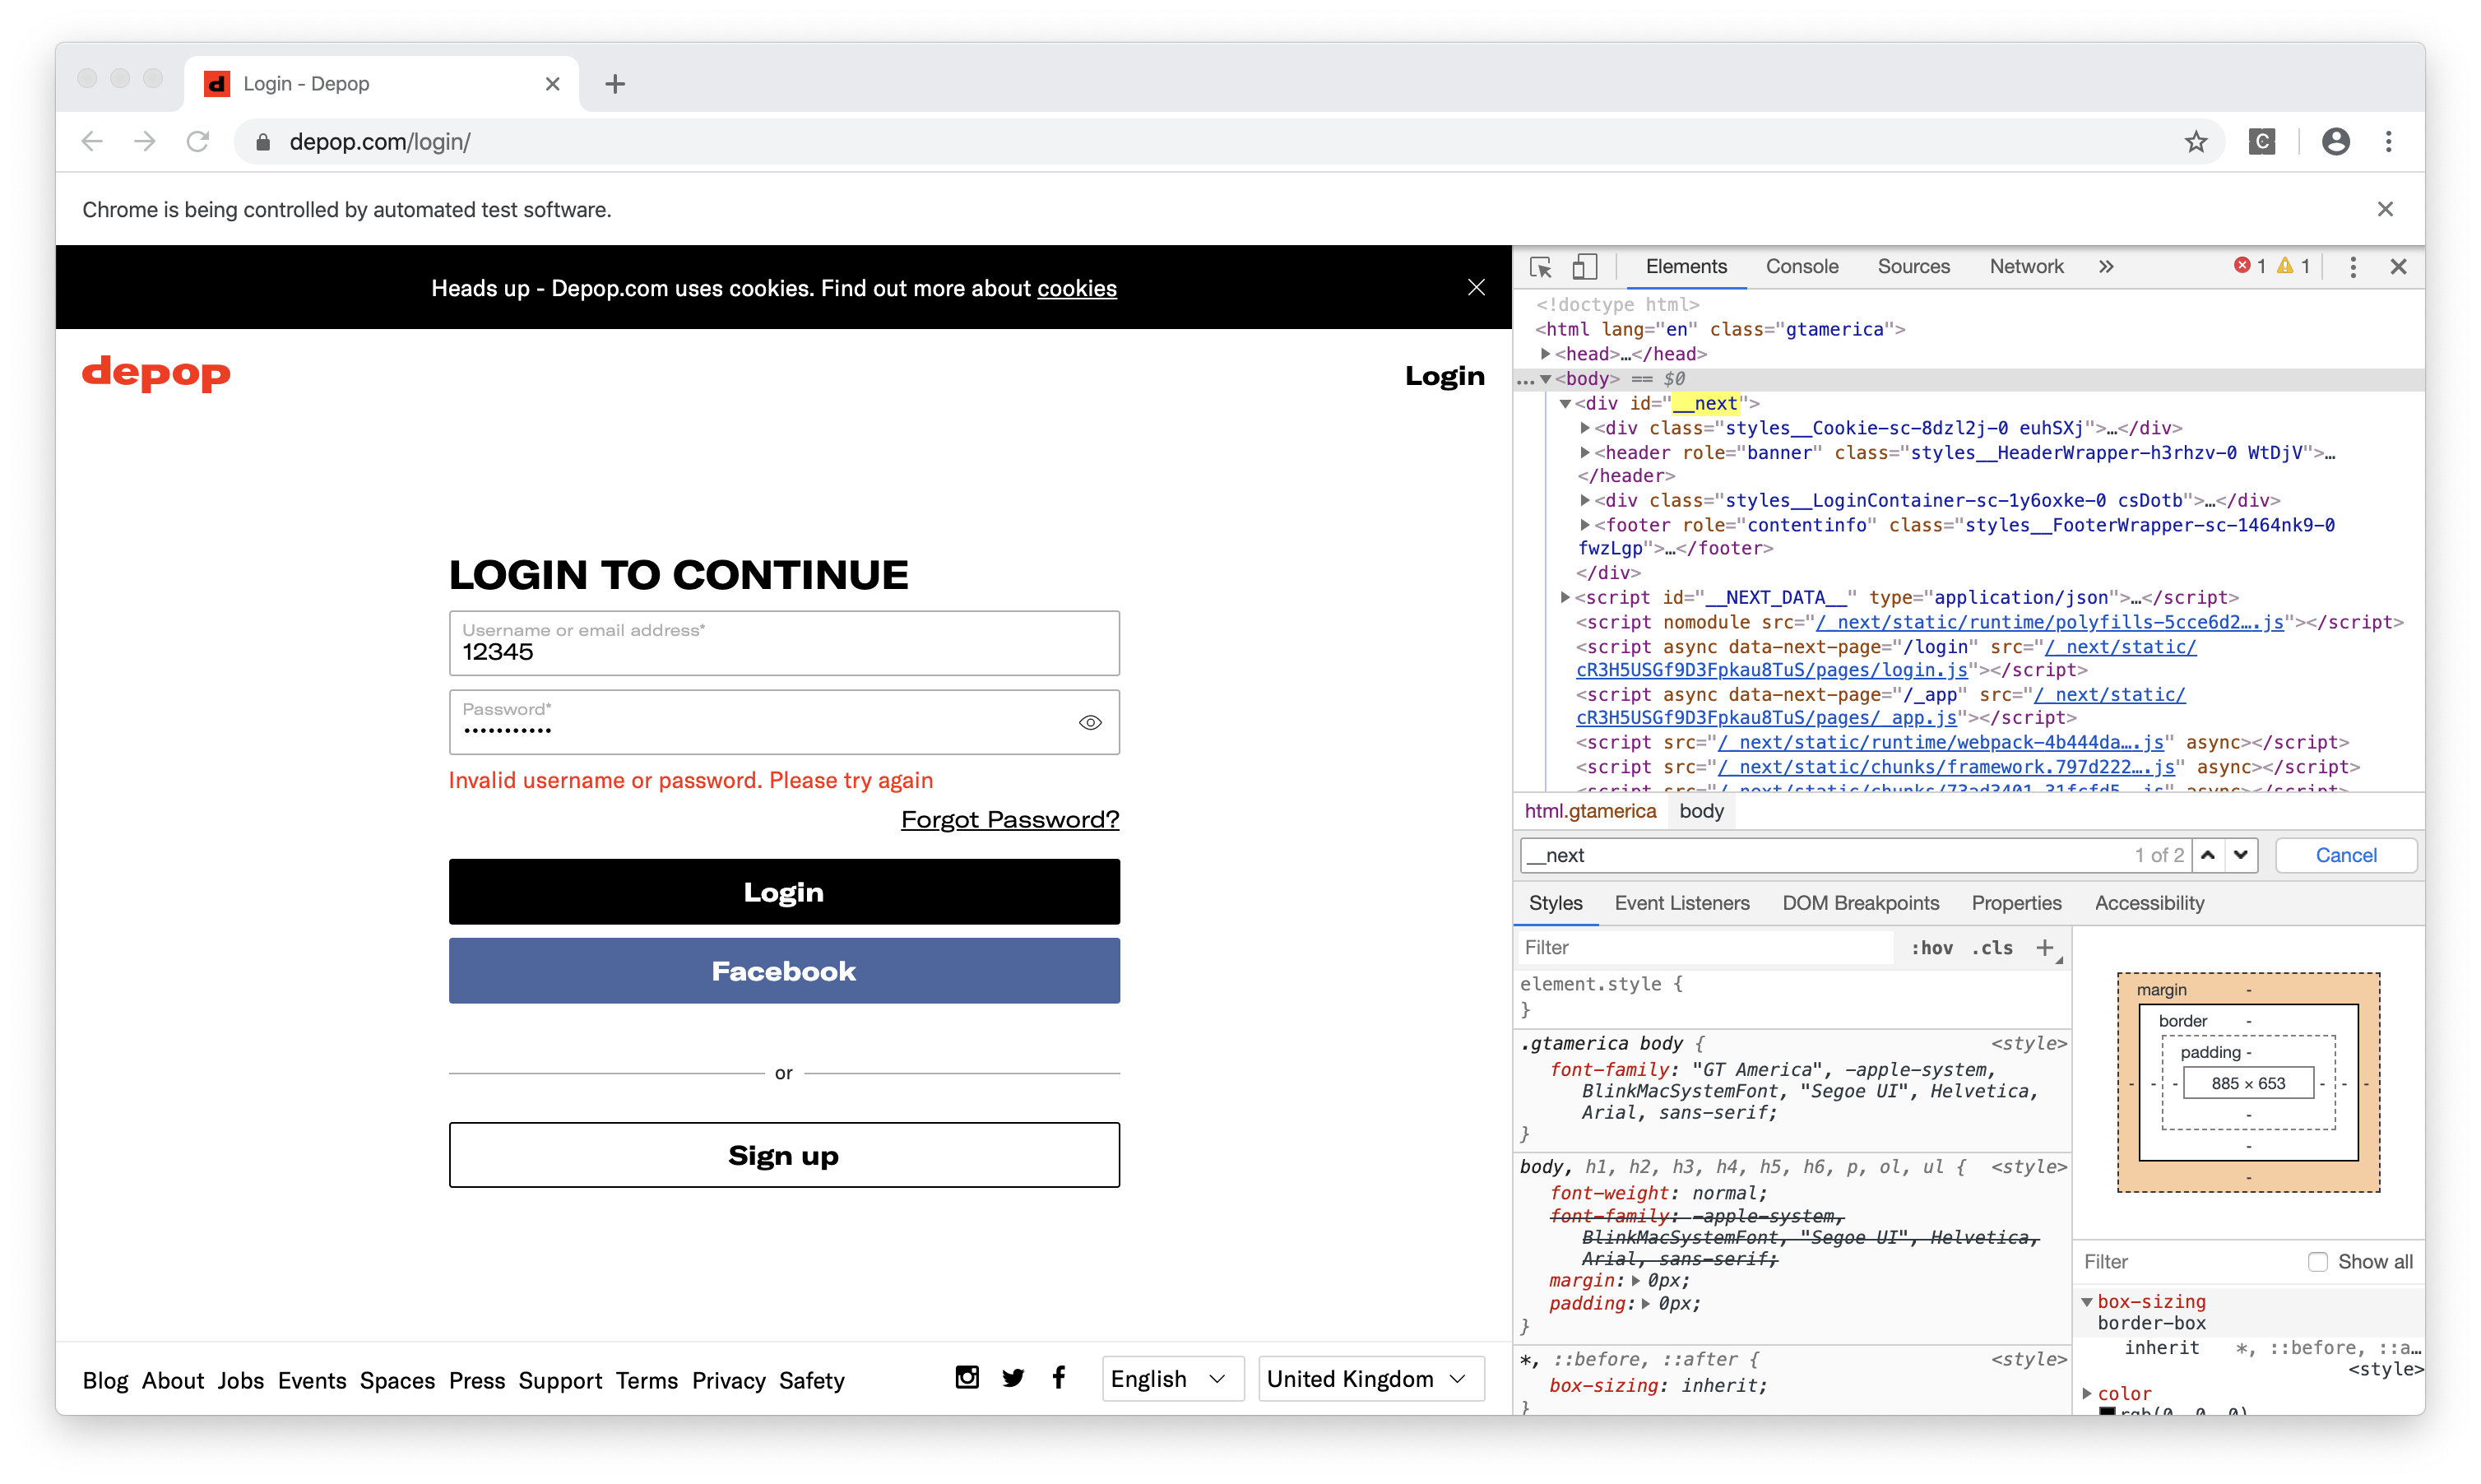 Login - Depop
depop.com/login/
Chrome is being controlled by automated test software.
Heads up - Depop.com uses cookies. Find out more about cookies
depop
Login
LOGIN TO CONTINUE
Username or email address*
12345
Password*
•••••••••••
Invalid username or password. Please try again
Forgot Password?
Login
Facebook
or
Sign up
Blog About Jobs Events Spaces Press Support Terms Privacy Safety
English
United Kingdom
Elements Console Sources Network » 1 1
<!doctype html>
<html lang="en" class="gtamerica">
<head>…</head>
… <body> == $0
<div id="__next">
<div class="styles__Cookie-sc-8dzl2j-0 euhSXj">…</div>
<header role="banner" class="styles__HeaderWrapper-h3rhzv-0 WtDjV">…
</header>
<div class="styles__LoginContainer-sc-1y6oxke-0 csDotb">…</div>
<footer role="contentinfo" class="styles__FooterWrapper-sc-1464nk9-0
fwzLgp">…</footer>
</div>
<script id="__NEXT_DATA__" type="application/json">…</script>
<script nomodule src="/_next/static/runtime/polyfills-5cce6d2….js"></script>
<script async data-next-page="/login" src="/_next/static/
cR3H5USGf9D3Fpkau8TuS/pages/login.js"></script>
<script async data-next-page="/_app" src="/_next/static/
cR3H5USGf9D3Fpkau8TuS/pages/_app.js"></script>
<script src="/_next/static/runtime/webpack-4b444da….js" async></script>
<script src="/_next/static/chunks/framework.797d222….js" async></script>
<script src="/_next/static/chunks/73ad3401.31fcfd5….js" async></script>
html.gtamerica body
__next 1 of 2 Cancel
Styles Event Listeners DOM Breakpoints Properties Accessibility
Filter :hov .cls +
element.style {
}
.gtamerica body { <style>
font-family: "GT America", -apple-system,
BlinkMacSystemFont, "Segoe UI", Helvetica,
Arial, sans-serif;
}
body, h1, h2, h3, h4, h5, h6, p, ol, ul { <style>
font-weight: normal;
font-family: -apple-system,
BlinkMacSystemFont, "Segoe UI", Helvetica,
Arial, sans-serif;
margin: 0px;
padding: 0px;
}
*, ::before, ::after { <style>
box-sizing: inherit;
}
margin -
border -
padding -
- - - 885 × 653 - - -
-
-
-
Filter Show all
box-sizing
border-box
inherit *, ::before, ::a…
<style>
color
rgb(0, 0, 0)